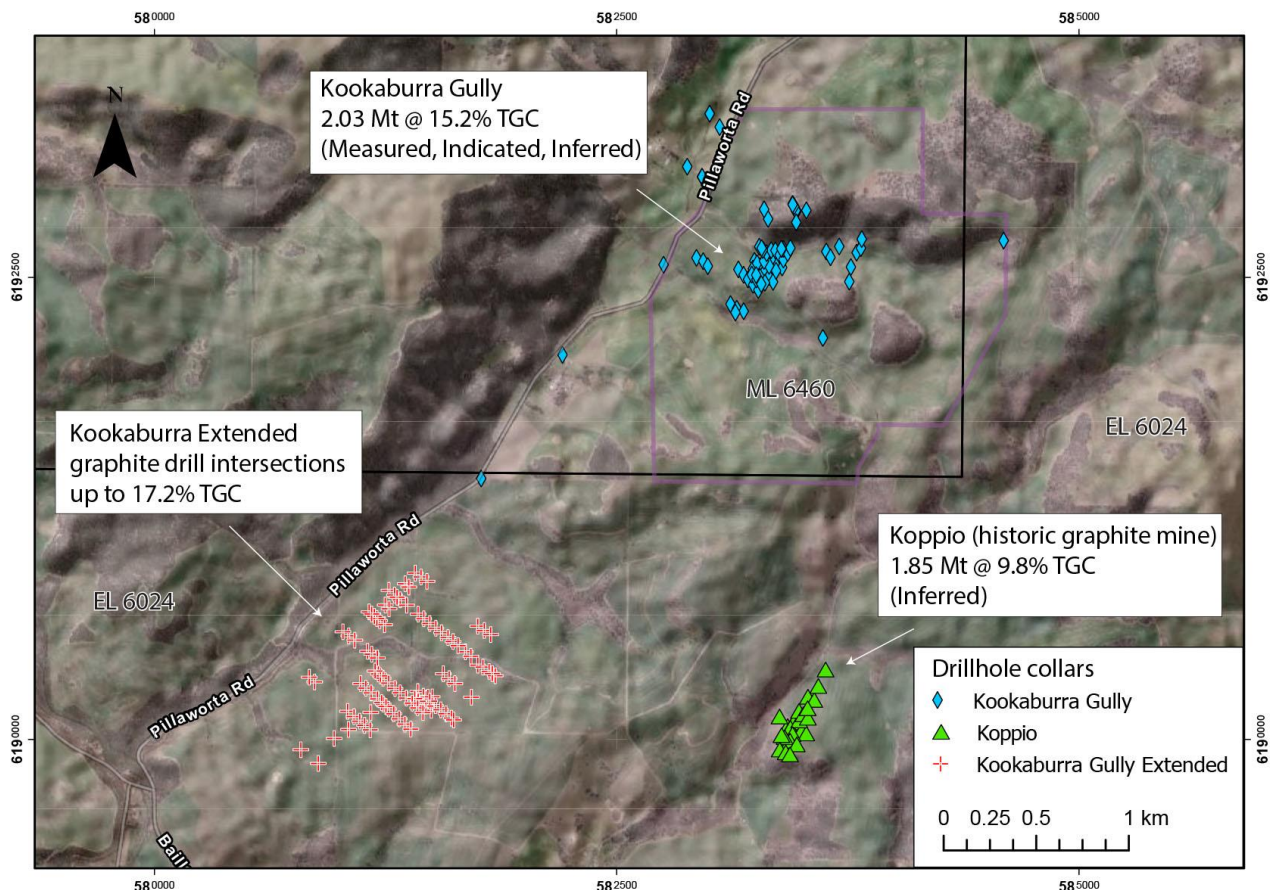 580000 582500 585000
N
Kookaburra Gully
2.03 Mt @ 15.2% TGC
(Measured, Indicated, Inferred)
Pillaworta Rd
6192500 6192500
ML 6460
EL 6024
Kookaburra Extended
graphite drill intersections
up to 17.2% TGC
Pillaworta Rd
Koppio (historic graphite mine)
1.85 Mt @ 9.8% TGC
(Inferred)
EL 6024
Pillaworta Rd
6190000 6190000
Drillhole collars
Kookaburra Gully
Koppio
Kookaburra Gully Extended
0 0.25 0.5 1 km
Baill
580000 582500 585000